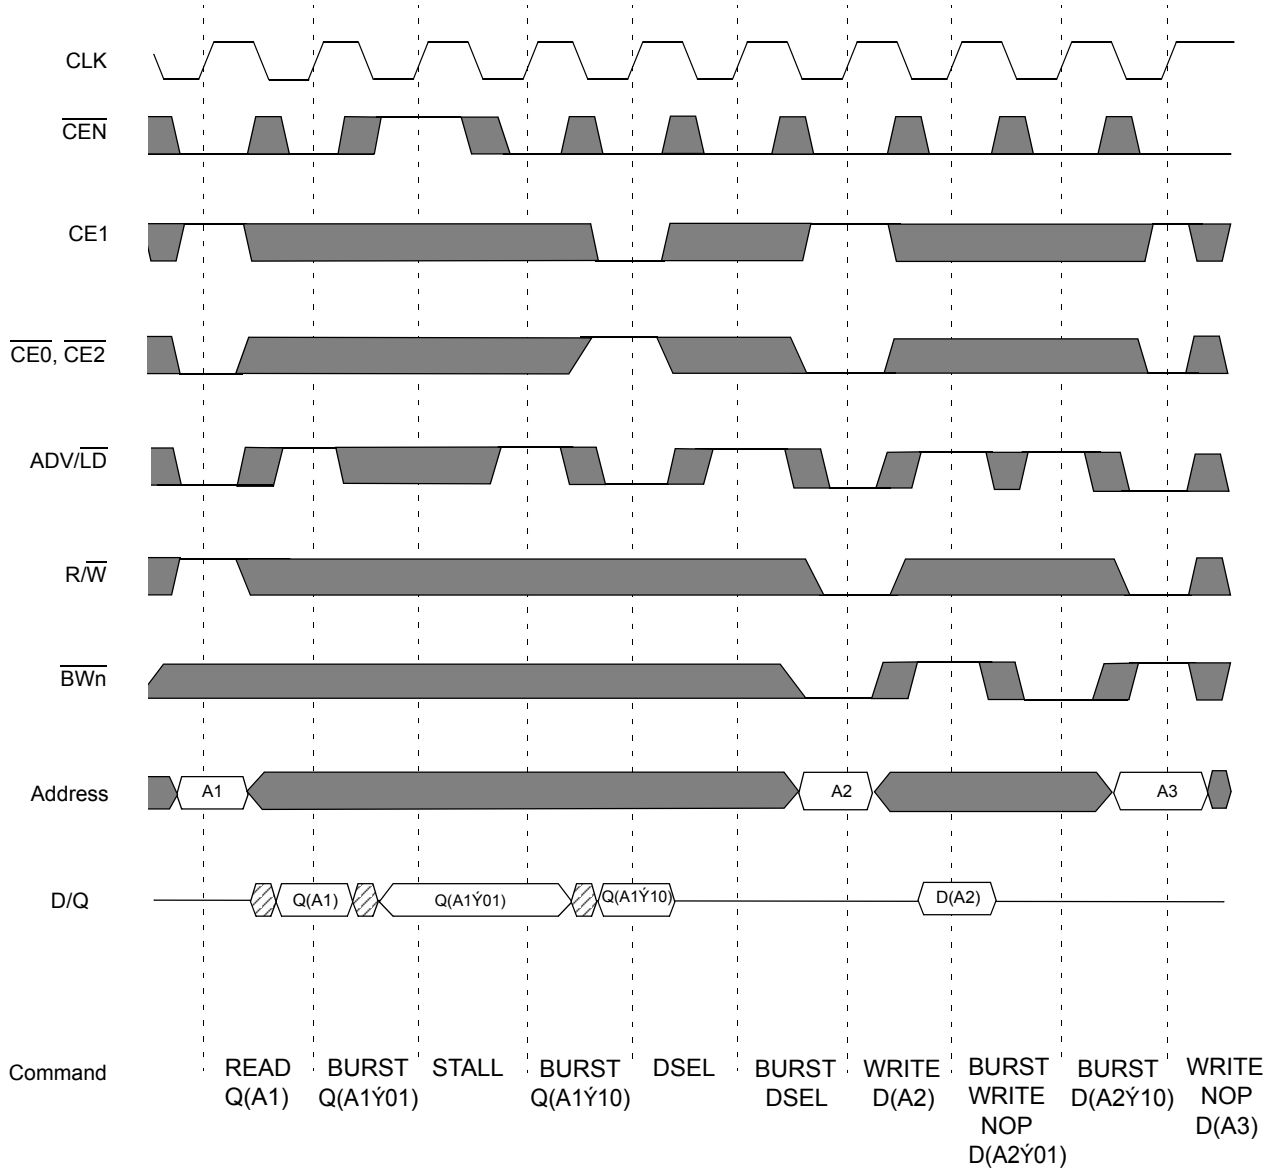 CLK
CEN
CE1
CE0, CE2
ADV/LD
R/W
BWn
Address A1 A2 A3
D/Q Q(A1) Q(A1Ý01) Q(A1Ý10) D(A2)
Command
READ
Q(A1)
BURST
Q(A1Ý01)
STALL
BURST
Q(A1Ý10)
DSEL
BURST
DSEL
WRITE
D(A2)
BURST
WRITE
NOP
D(A2Ý01)
BURST
D(A2Ý10)
WRITE
NOP
D(A3)